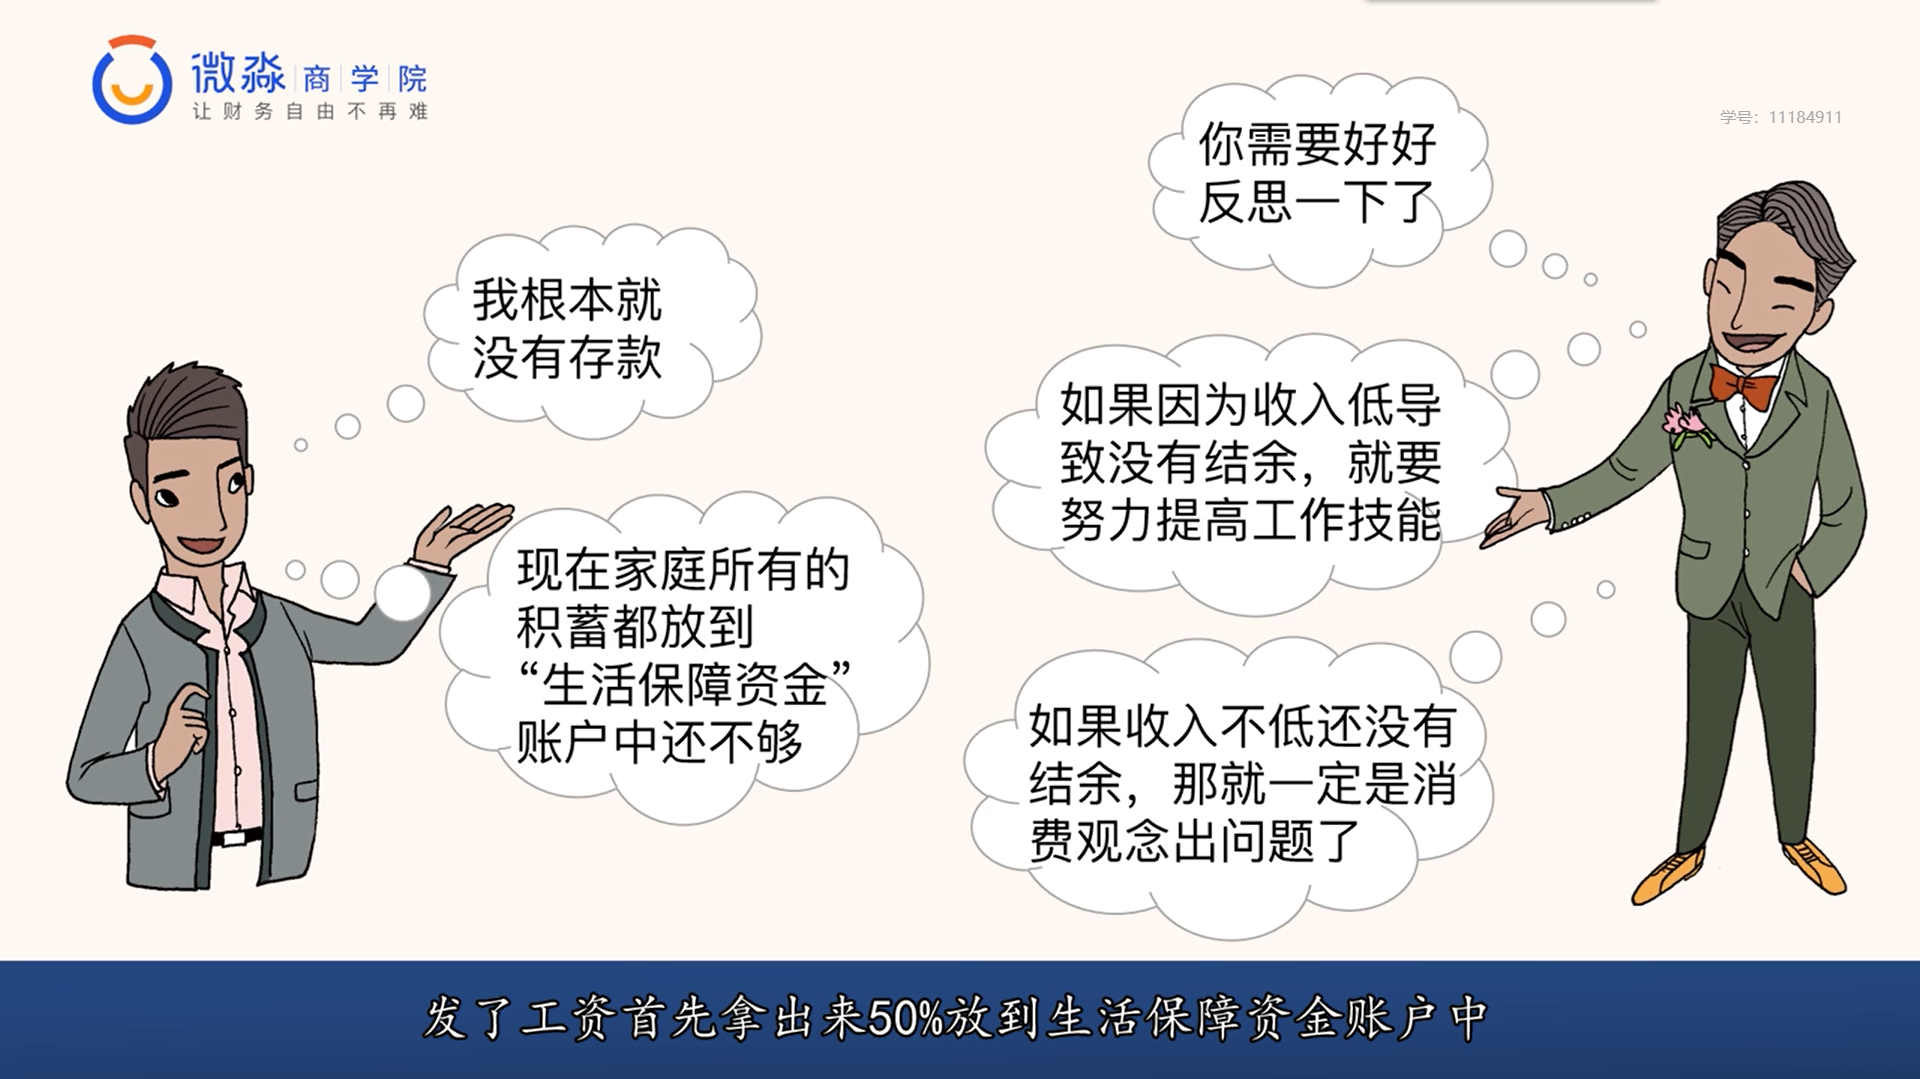 微淼 商学院
让财务自由不再难
学号：11184911
我根本就
没有存款
现在家庭所有的
积蓄都放到
“生活保障资金”
账户中还不够
你需要好好
反思一下了
如果因为收入低导
致没有结余，就要
努力提高工作技能
如果收入不低还没有
结余，那就一定是消
费观念出问题了
发了工资首先拿出来50%放到生活保障资金账户中